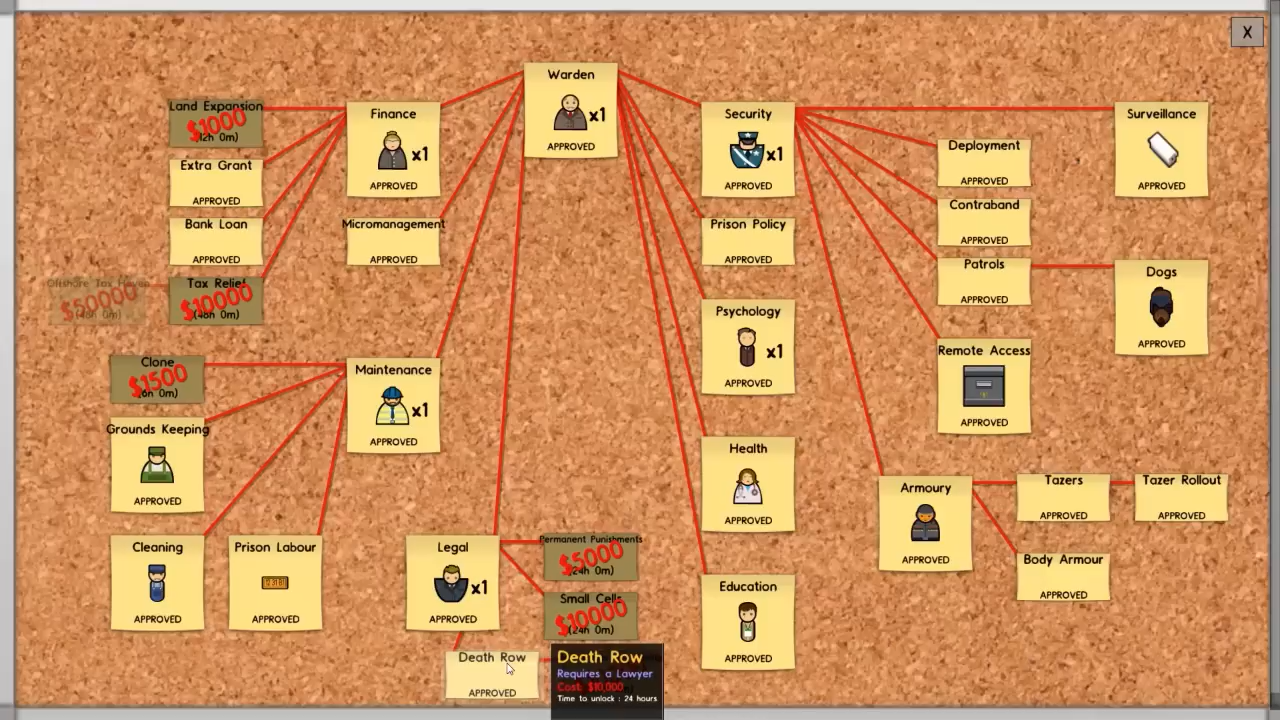 X
Warden
x1
APPROVED
Land Expansion
$1000
(12h 0m)
Finance
x1
APPROVED
Security
x1
APPROVED
Surveillance
APPROVED
Extra Grant
APPROVED
Deployment
APPROVED
Bank Loan
APPROVED
Micromanagement
APPROVED
Prison Policy
APPROVED
Contraband
APPROVED
Offshore Tax Haven
$50000
(48h 0m)
Tax Relief
$10000
(48h 0m)
Patrols
APPROVED
Dogs
APPROVED
Psychology
x1
APPROVED
Remote Access
APPROVED
Clone
$1500
(6h 0m)
Maintenance
x1
APPROVED
Grounds Keeping
APPROVED
Health
APPROVED
Armoury
APPROVED
Tazers
APPROVED
Tazer Rollout
APPROVED
Cleaning
APPROVED
Prison Labour
APPROVED
Legal
x1
APPROVED
Permanent Punishments
$5000
(24h 0m)
Body Armour
APPROVED
Small Cells
$10000
(24h 0m)
Education
APPROVED
Death Row
APPROVED
Death Row
Requires a Lawyer
Cost: $10,000
Time to unlock : 24 hours